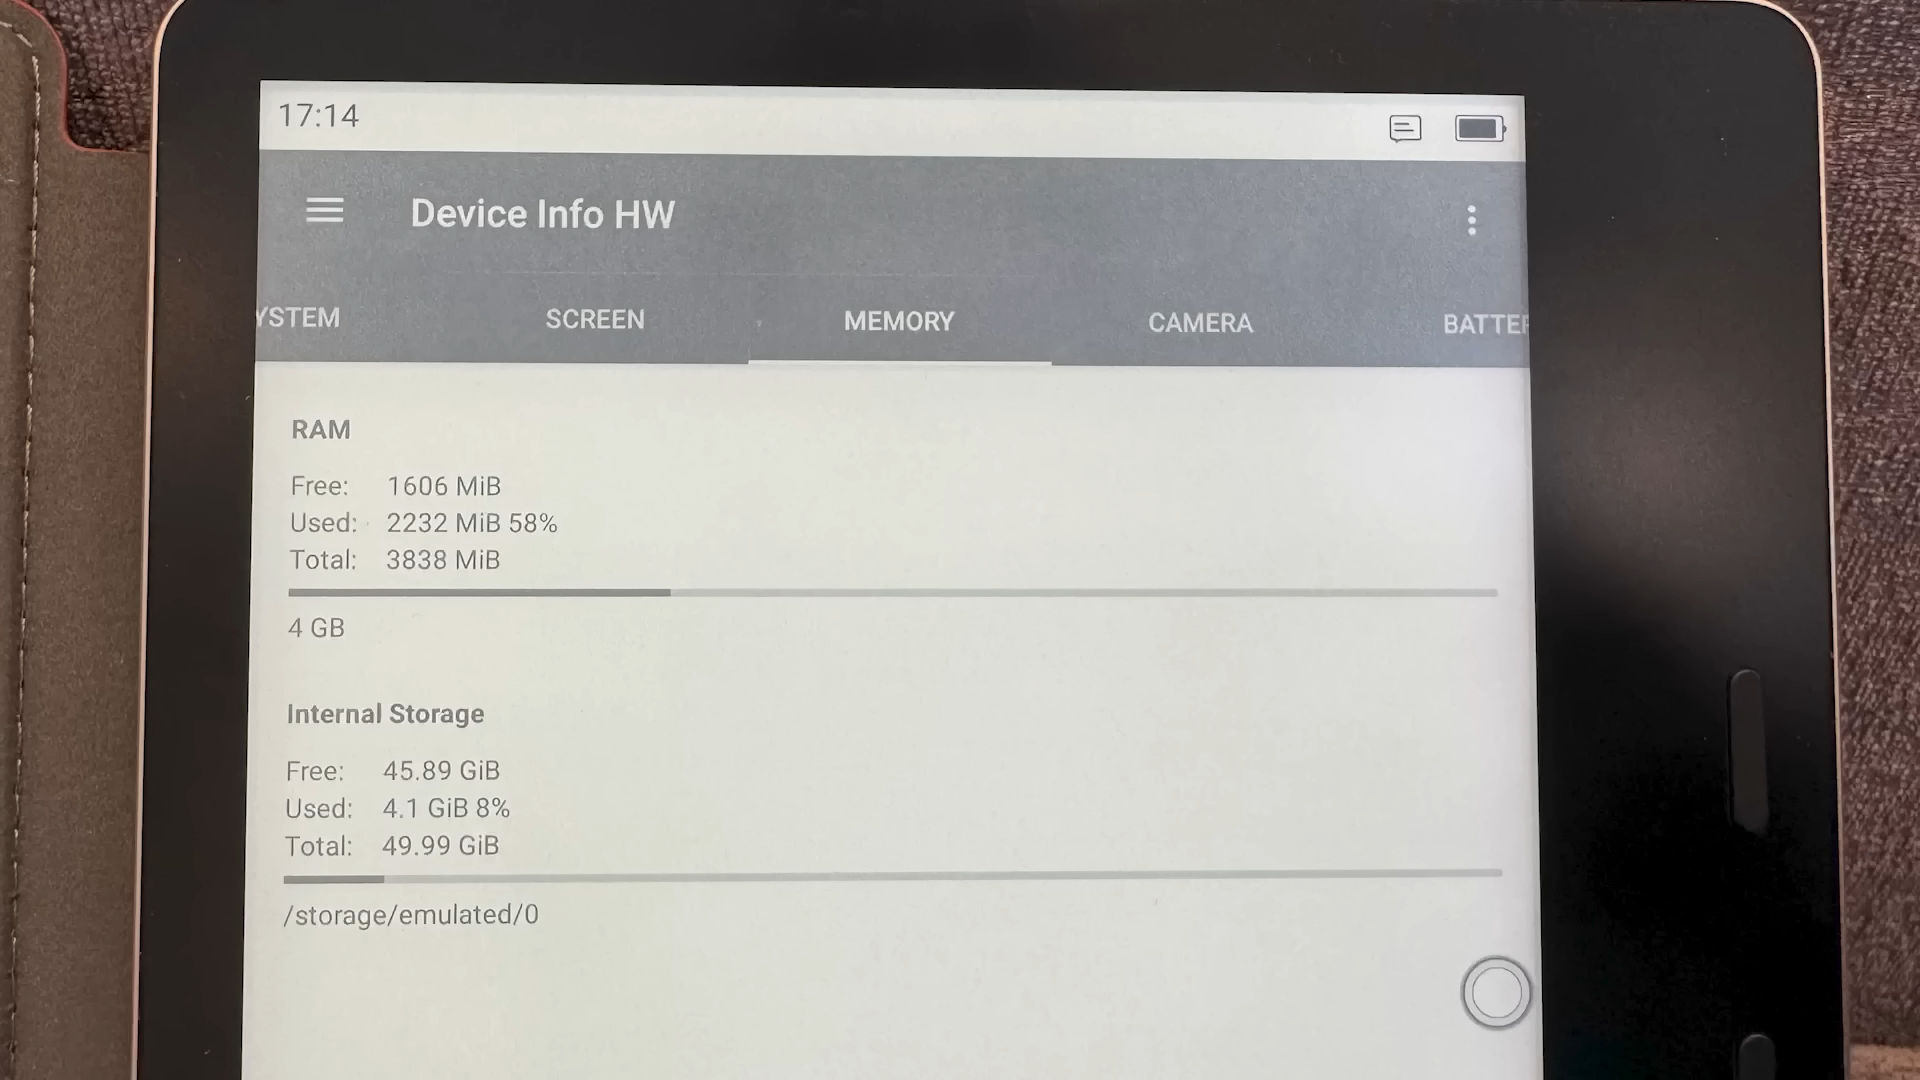 17:14
Device Info HW
YSTEM SCREEN MEMORY CAMERA BATTER
RAM
Free: 1606 MiB
Used: 2232 MiB 58%
Total: 3838 MiB
4 GB
Internal Storage
Free: 45.89 GiB
Used: 4.1 GiB 8%
Total: 49.99 GiB
/storage/emulated/0